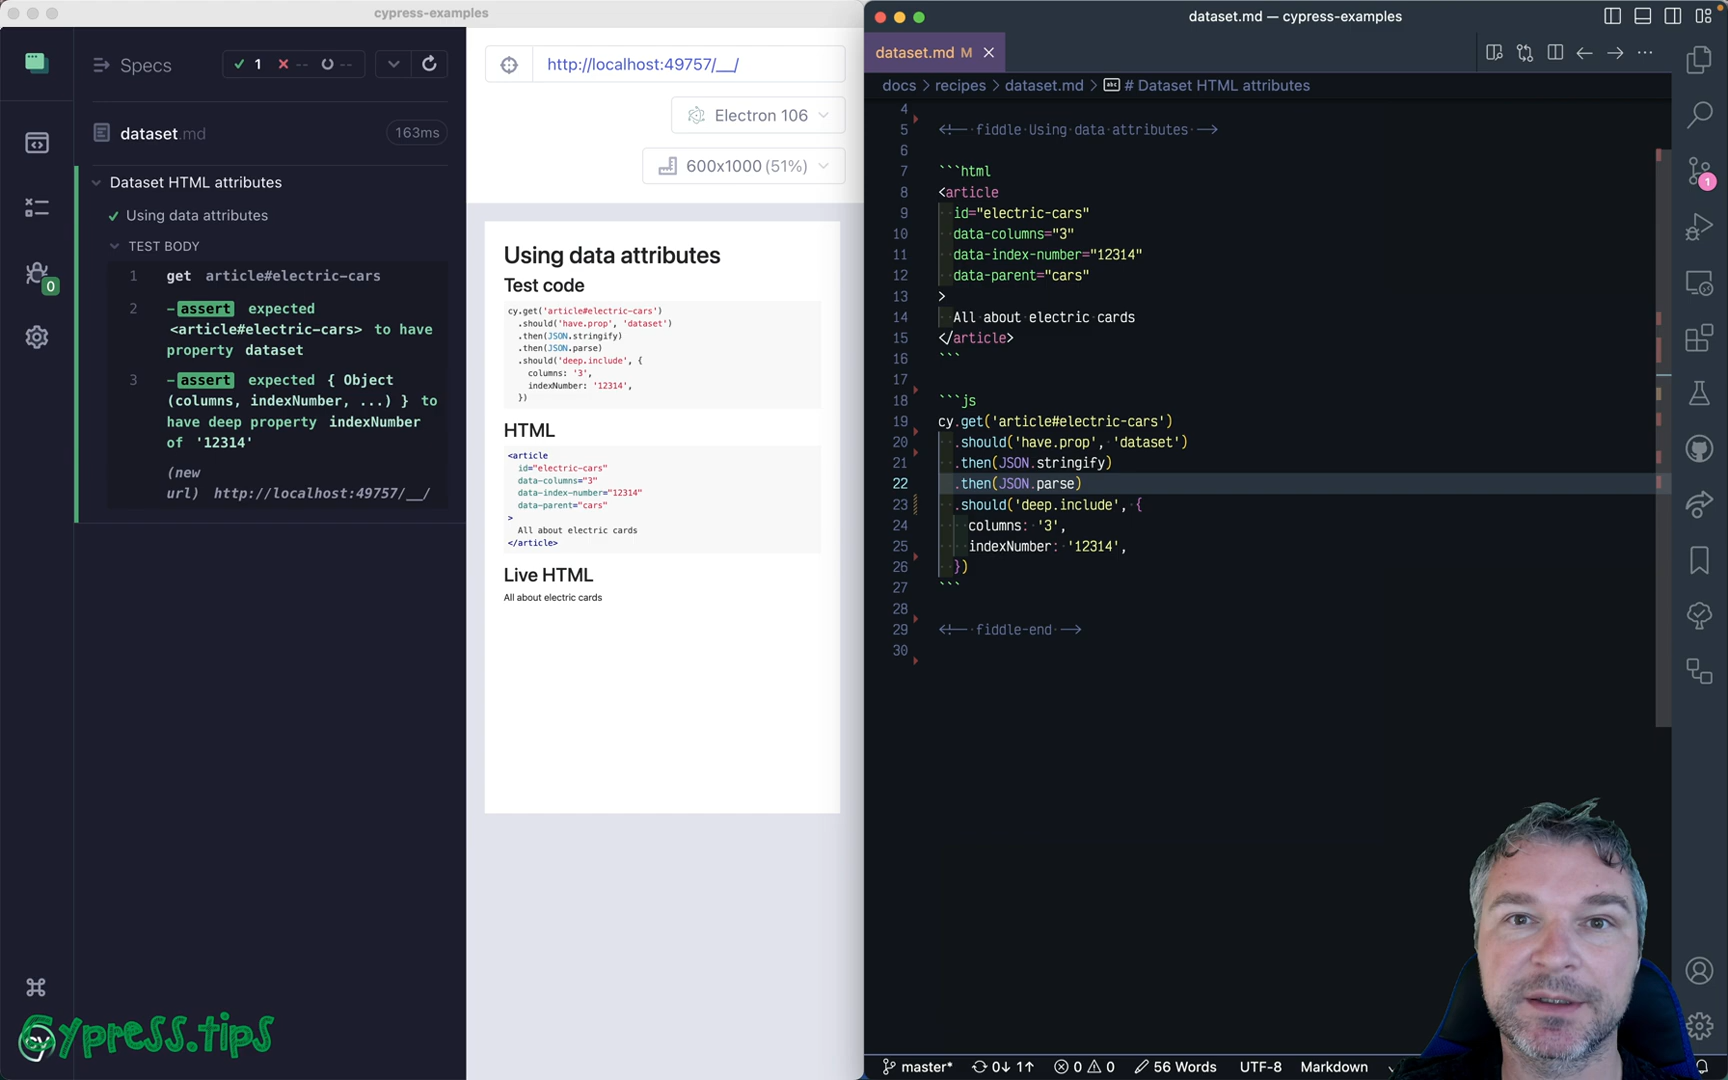 cypress-examples
Specs
1 -- --
dataset.md
163ms
Dataset HTML attributes
Using data attributes
TEST BODY
1 get article#electric-cars
2 -assert expected
<article#electric-cars> to have
property dataset
3 -assert expected { Object
(columns, indexNumber, ...) } to
have deep property indexNumber
of '12314'
(new
url) http://localhost:49757/__/
0
Cypress.tips
cy
http://localhost:49757/__/
Electron 106
600x1000 (51%)
Using data attributes
Test code
cy.get('article#electric-cars')
.should('have.prop', 'dataset')
.then(JSON.stringify)
.then(JSON.parse)
.should('deep.include', {
columns: '3',
indexNumber: '12314',
})
HTML
<article
id="electric-cars"
data-columns="3"
data-index-number="12314"
data-parent="cars"
>
All about electric cards
</article>
Live HTML
All about electric cards
dataset.md — cypress-examples
dataset.md M
docs > recipes > dataset.md > # Dataset HTML attributes
4
5 <!-- fiddle Using data attributes -->
6
7 ```html
8 <article
9 id="electric-cars"
10 data-columns="3"
11 data-index-number="12314"
12 data-parent="cars"
13 >
14 All about electric cards
15 </article>
16 ```
17
18 ```js
19 cy.get('article#electric-cars')
20 .should('have.prop', 'dataset')
21 .then(JSON.stringify)
22 .then(JSON.parse)
23 .should('deep.include', {
24 columns: '3',
25 indexNumber: '12314',
26 })
27 ```
28
29 <!-- fiddle-end -->
30
1
master* 0↓ 1↑ 0 0 56 Words UTF-8 Markdown